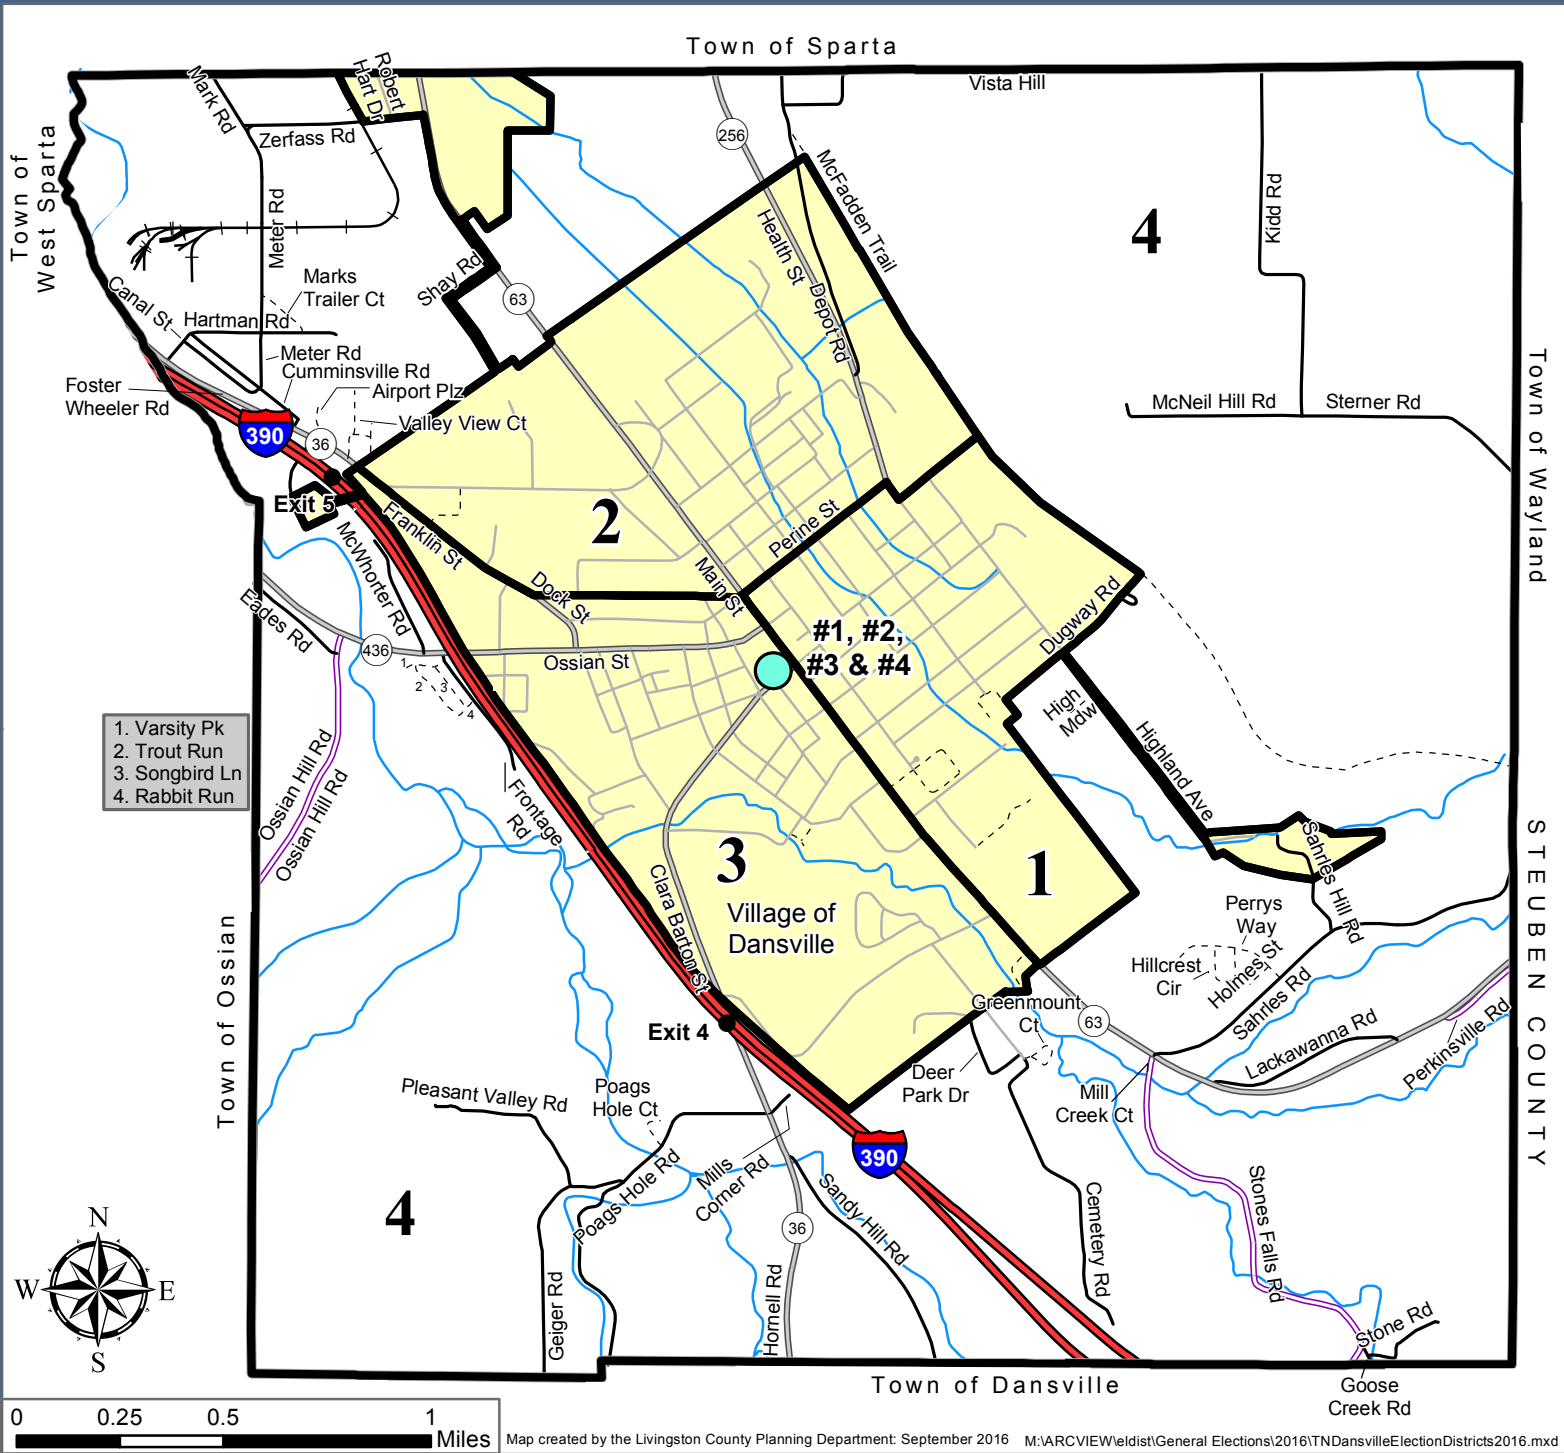 Town of Sparta
Vista Hill
Robert
Hart Dr
Mark Rd
Zerfass Rd
256
Town of
West Sparta
McFadden Trail
Kidd Rd
4
Meter Rd
Health St
Shay Rd
Marks
Trailer Ct
Canal St
63
Depot Rd
Hartman Rd
Meter Rd
Cumminsville Rd
Foster
Wheeler Rd
Airport Plz
Valley View Ct
McNeil Hill Rd
Sterner Rd
Town of Wayland
390
36
Exit 5
Franklin St
2
Perine St
McWhorter Rd
Main St
Dock St
Eades Rd
#1, #2,
#3 & #4
Dugway Rd
436
Ossian St
1
2
3
4
High
Mdw
1. Varsity Pk
2. Trout Run
3. Songbird Ln
4. Rabbit Run
Highland Ave
Ossian Hill Rd
Ossian Hill Rd
Frontage
Rd
Sahrles Hill Rd
STEUBEN COUNTY
Clara Barton St
3
1
Village of
Dansville
Perrys
Way
Hillcrest
Cir
Holmes St
Sahrles Rd
Town of Ossian
Greenmount
Ct
63
Exit 4
Lackawanna Rd
Perkinsville Rd
Deer
Park Dr
Pleasant Valley Rd
Poags
Hole Ct
Mill
Creek Ct
390
Poags Hole Rd
Mills
Corner Rd
Sandy Hill Rd
Cemetery Rd
Stones Falls Rd
4
36
Geiger Rd
Hornell Rd
Stone Rd
N
W
E
S
Town of Dansville
Goose
Creek Rd
0 0.25 0.5 1
Miles
Map created by the Livingston County Planning Department: September 2016
M:\ARCVIEW\eldist\General Elections\2016\TNDansvilleElectionDistricts2016.mxd